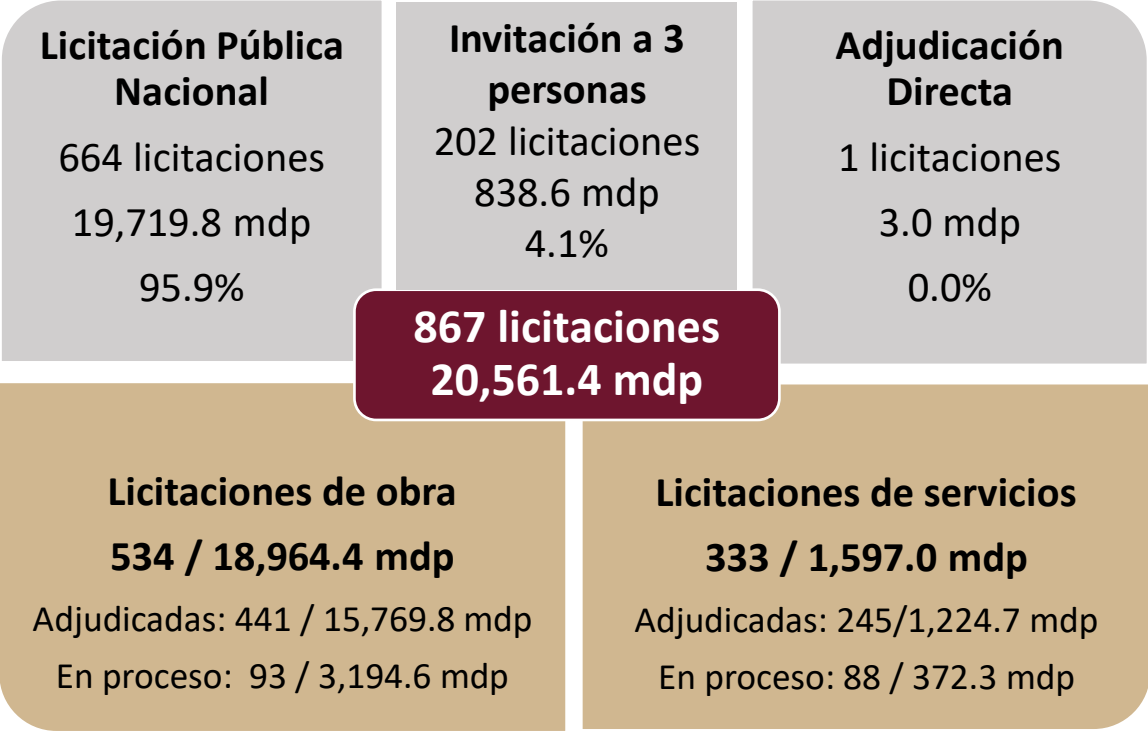 Licitación Pública
Nacional
664 licitaciones
19,719.8 mdp
95.9%
Invitación a 3
personas
202 licitaciones
838.6 mdp
4.1%
Adjudicación
Directa
1 licitaciones
3.0 mdp
0.0%
867 licitaciones
20,561.4 mdp
Licitaciones de obra
534 / 18,964.4 mdp
Adjudicadas: 441 / 15,769.8 mdp
En proceso: 93 / 3,194.6 mdp
Licitaciones de servicios
333 / 1,597.0 mdp
Adjudicadas: 245/1,224.7 mdp
En proceso: 88 / 372.3 mdp